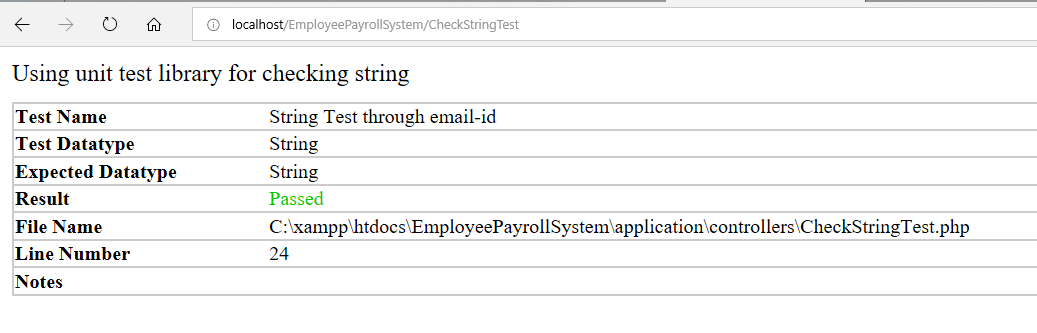 localhost/EmployeePayrollSystem/CheckStringTest
Using unit test library for checking string
Test Name String Test through email-id
Test Datatype String
Expected Datatype String
Result Passed
File Name C:\xampp\htdocs\EmployeePayrollSystem\application\controllers\CheckStringTest.php
Line Number 24
Notes